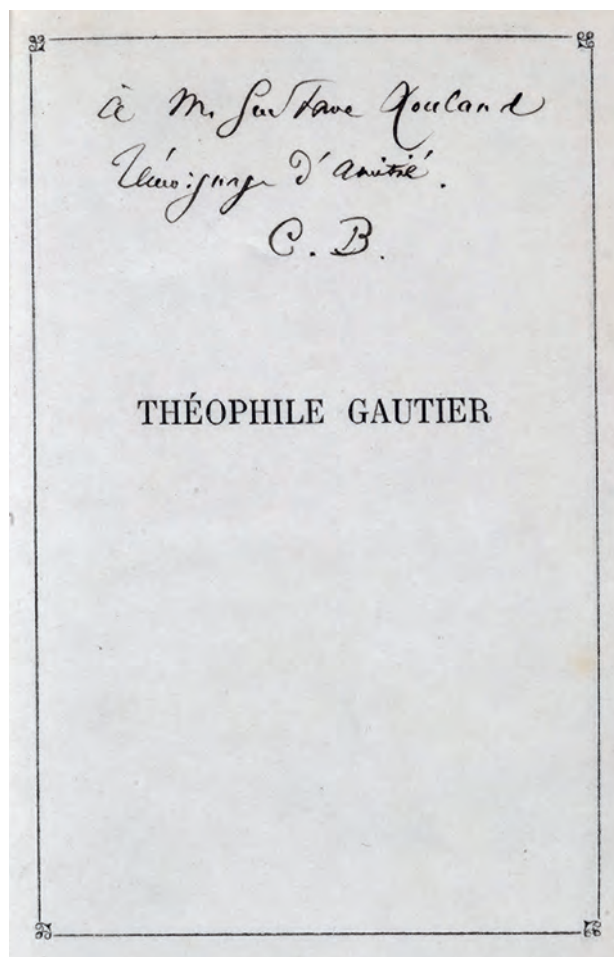 à M. Gustave Rouland
Témoignage d'amitié.
C. B.
THÉOPHILE GAUTIER